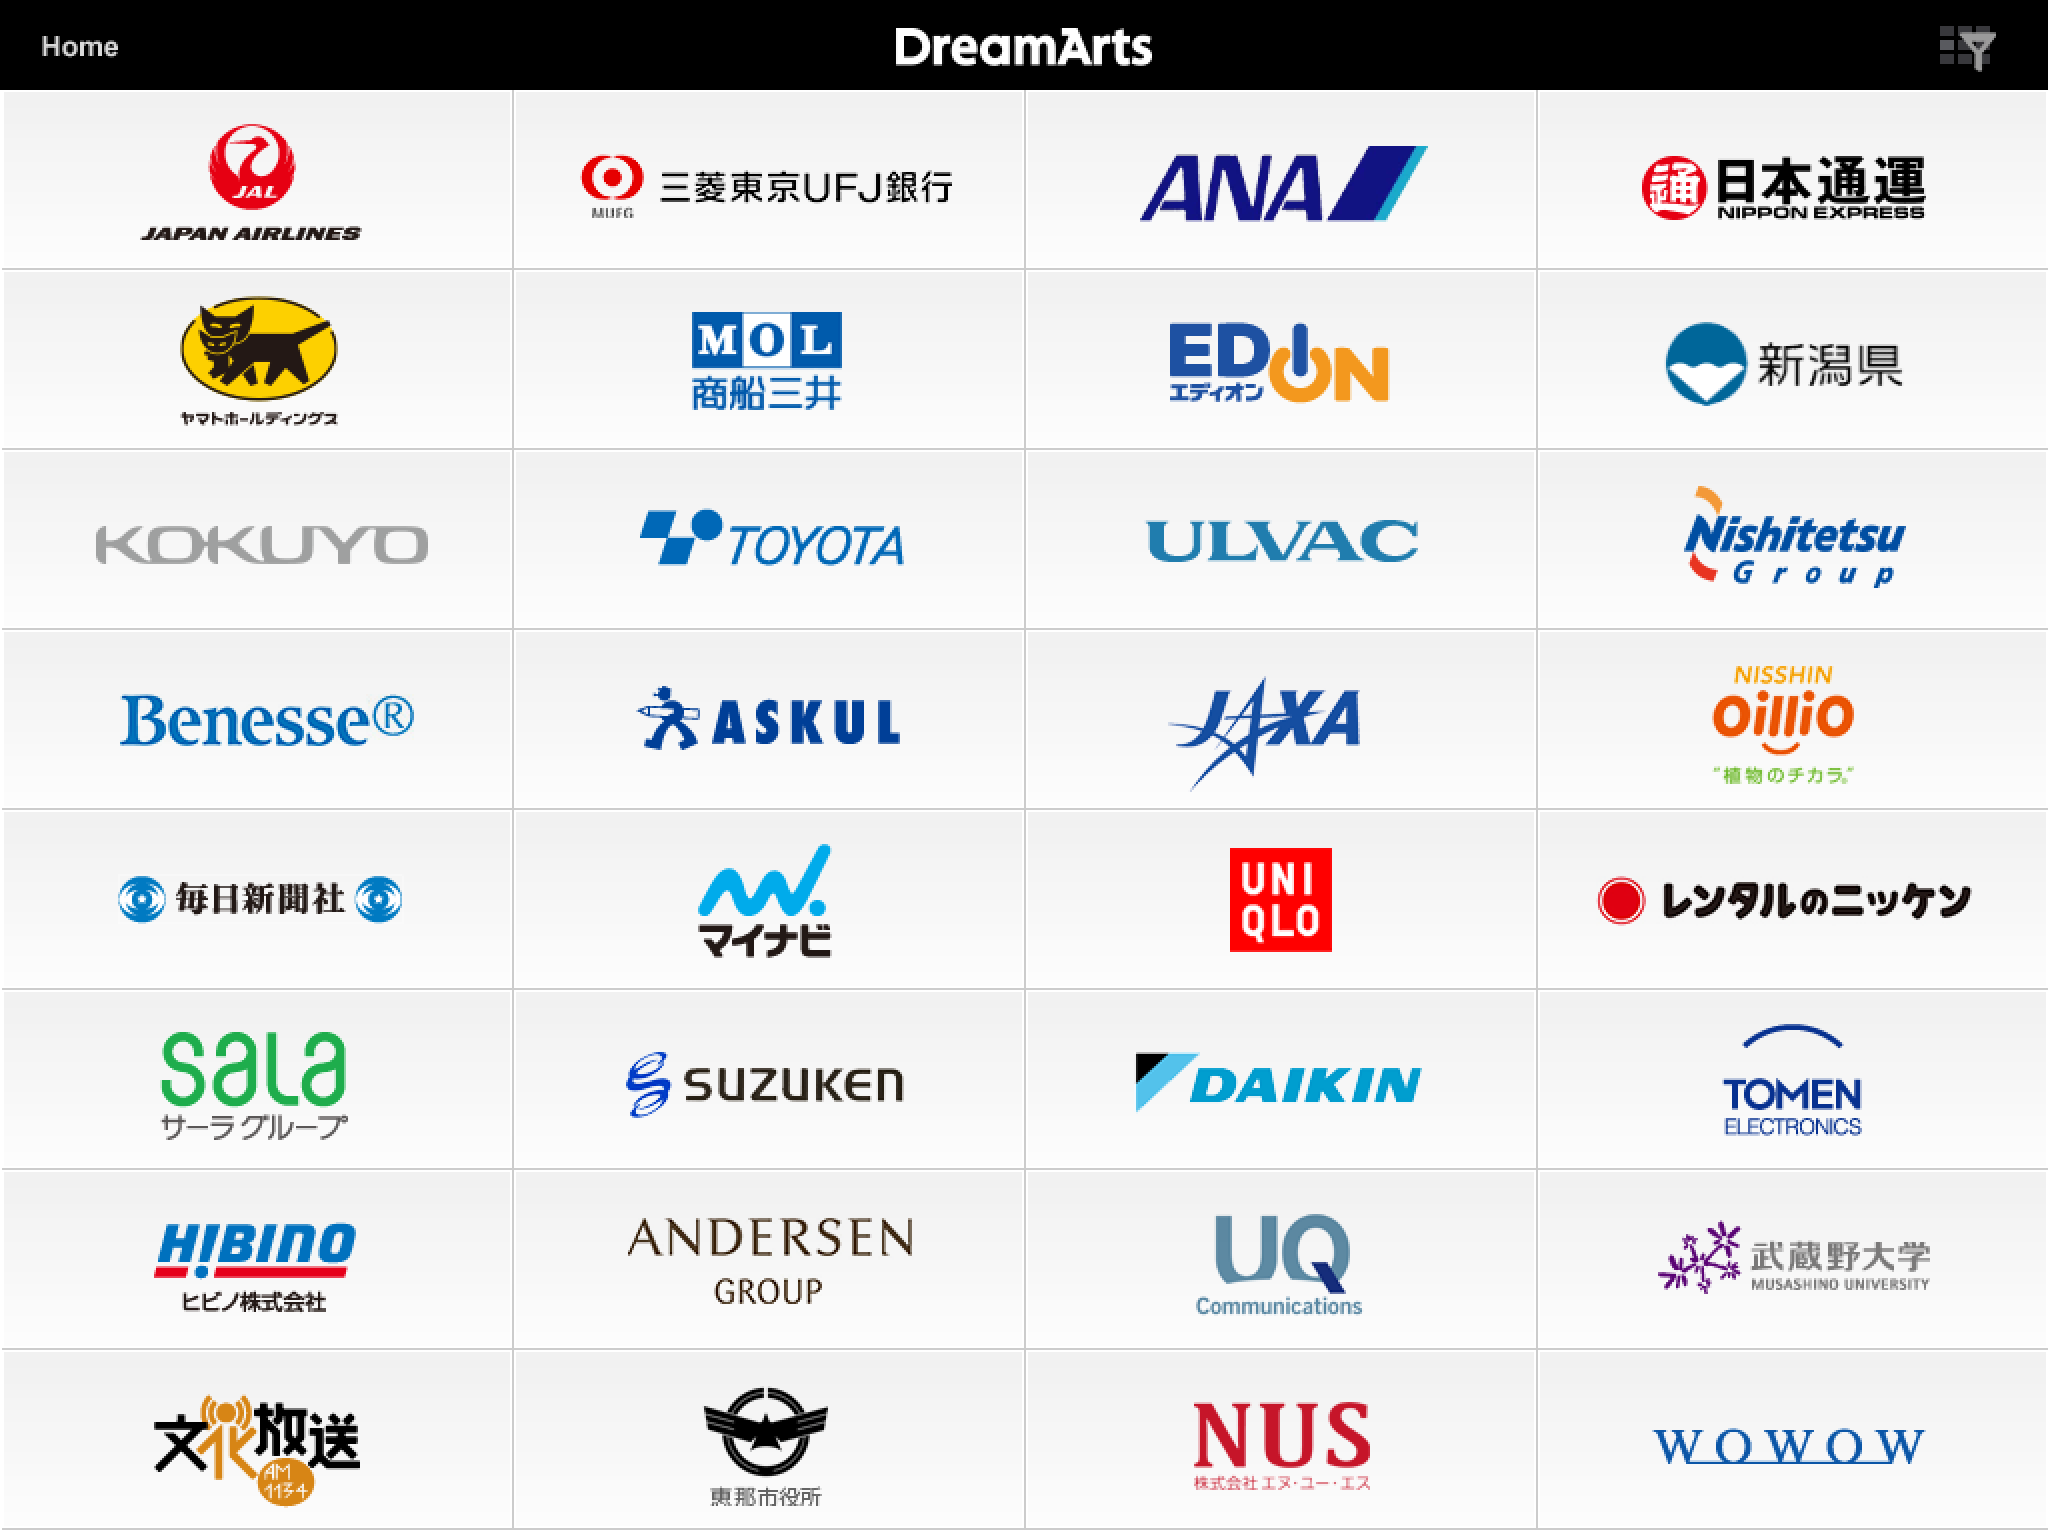 Home
DreamArts
JAL
JAPAN AIRLINES
MUFG
三菱東京UFJ銀行
ANA
通
日本通運
NIPPON EXPRESS
ヤマトホールディングス
MOL
商船三井
EDION
エディオン
新潟県
KOKUYO
TOYOTA
ULVAC
Nishitetsu
Group
Benesse®
ASKUL
JAXA
NISSHIN
OilliO
"植物のチカラ。"
毎日新聞社
マイナビ
UNI
QLO
レンタルのニッケン
sala
サーラグループ
SUZUKEN
DAIKIN
TOMEN
ELECTRONICS
HIBINO
ヒビノ株式会社
ANDERSEN
GROUP
UQ
Communications
武蔵野大学
MUSASHINO UNIVERSITY
文化放送
AM
1134
恵那市役所
NUS
株式会社 エヌ・ユー・エス
WOWOW